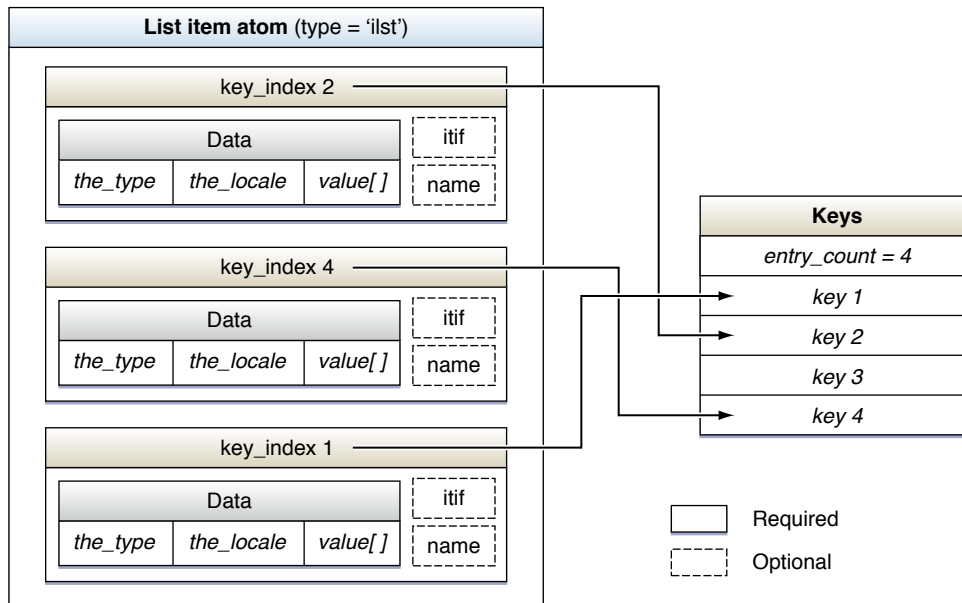 List item atom (type = ‘ilst’)
key_index 2
Data
itif
the_type the_locale value[ ]
name
key_index 4
Data
itif
the_type the_locale value[ ]
name
key_index 1
Data
itif
the_type the_locale value[ ]
name
Keys
entry_count = 4
key 1
key 2
key 3
key 4
Required
Optional